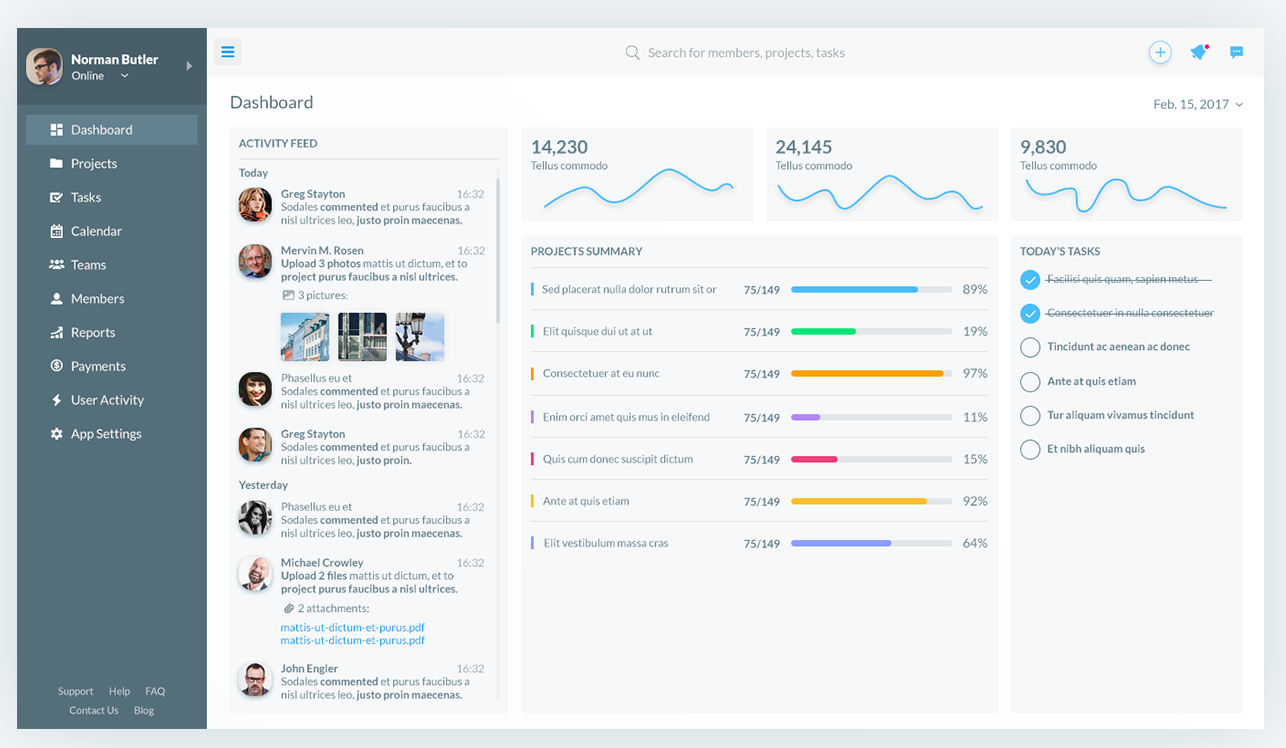 Norman Butler
Online
Dashboard
Projects
Tasks
Calendar
Teams
Members
Reports
Payments
User Activity
App Settings
Support Help FAQ
Contact Us Blog
Search for members, projects, tasks
Dashboard
Feb. 15, 2017
ACTIVITY FEED
Today
Greg Stayton 16:32
Sodales commented et purus faucibus a
nisl ultrices leo, justo proin maecenas.
Mervin M. Rosen 16:32
Upload 3 photos mattis ut dictum, et to
project purus faucibus a nisl ultrices.
3 pictures:
Phasellus eu et 16:32
Sodales commented et purus faucibus a
nisl ultrices leo, justo proin maecenas.
Greg Stayton 16:32
Sodales commented et purus faucibus a
nisl ultrices leo, justo proin.
Yesterday
Phasellus eu et 16:32
Sodales commented et purus faucibus a
nisl ultrices leo, justo proin maecenas.
Michael Crowley 16:32
Upload 2 files mattis ut dictum, et to
project purus faucibus a nisl ultrices.
2 attachments:
mattis-ut-dictum-et-purus.pdf
mattis-ut-dictum-et-purus.pdf
John Engler 16:32
Sodales commented et purus faucibus a
nisl ultrices leo, justo proin maecenas.
14,230
Tellus commodo
24,145
Tellus commodo
9,830
Tellus commodo
PROJECTS SUMMARY
Sed placerat nulla dolor rutrum sit or 75/149 89%
Elit quisque dui ut at ut 75/149 19%
Consectetuer at eu nunc 75/149 97%
Enim orci amet quis mus in eleifend 75/149 11%
Quis cum donec suscipit dictum 75/149 15%
Ante at quis etiam 75/149 92%
Elit vestibulum massa cras 75/149 64%
TODAY'S TASKS
Facilisi quis quam, sapien metus
Consectetuer in nulla consectetuer
Tincidunt ac aenean ac donec
Ante at quis etiam
Tur aliquam vivamus tincidunt
Et nibh aliquam quis